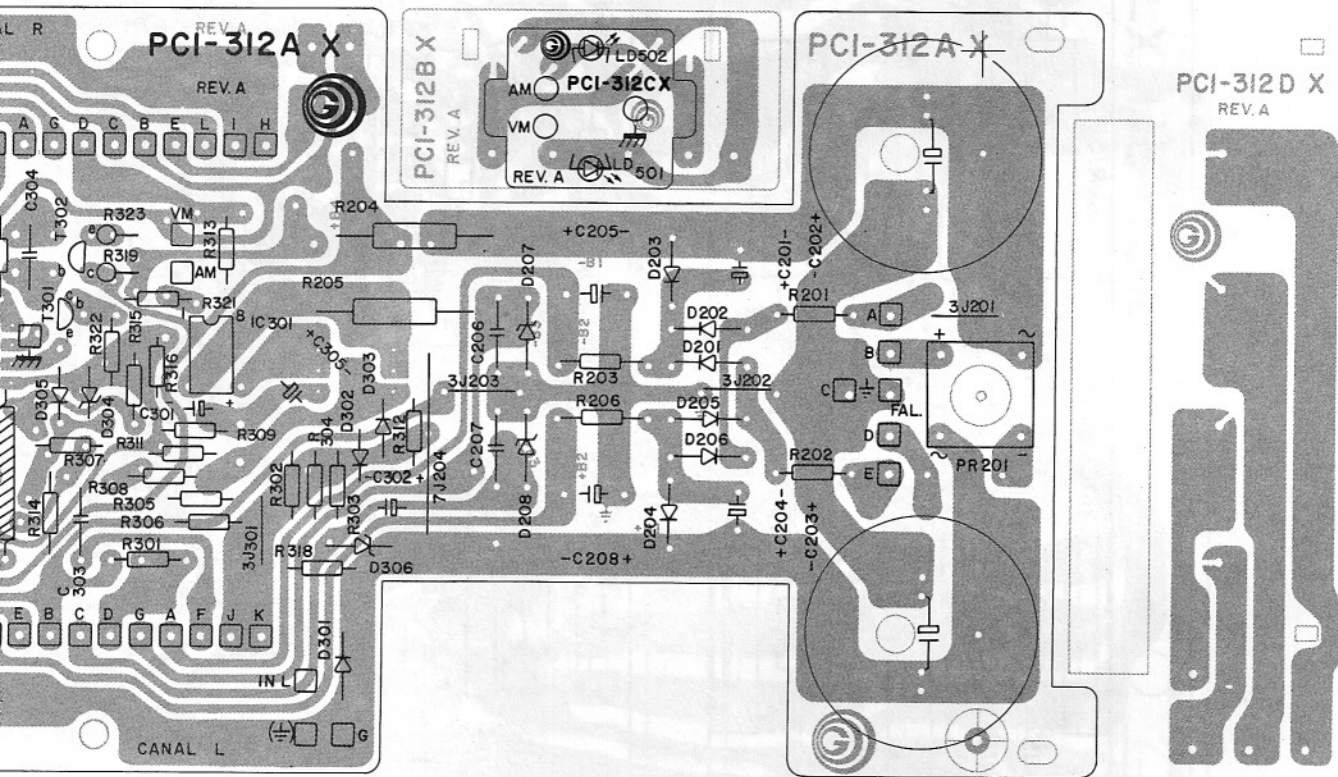 AL R
REV. A
PCI-312A X
REV. A
PCI-312B X
REV. A
LD502
AM
PCI-312CX
VM
REV. A
LD501
PCI-312A X
PCI-312D X
REV. A
A G D C B E L I H
C304
T302
e
R323
VM
R313
R204
+C205-
D207
D203
+C201-
-C202+
R319
b
c
AM
-B1
T301
c
b
e
R322
R315
R321
8
IC301
R205
+C305-
C206
-B2
D202
R201
A
3J201
R316
D303
D201
B
+
~
D305
D304
C301
+
3J203
R203
3J202
C
FAL.
R309
D302
R312
R206
D205
D
R311
R304
C207
D206
R307
R302
-C302+
7J204
+B2
R202
E
~
-
PR201
R308
R305
R314
R306
R303
D208
D204
+C204-
-C203+
R301
3J301
R318
D306
-C208+
C303
E B C D G A F J K
D301
IN L
G
CANAL L